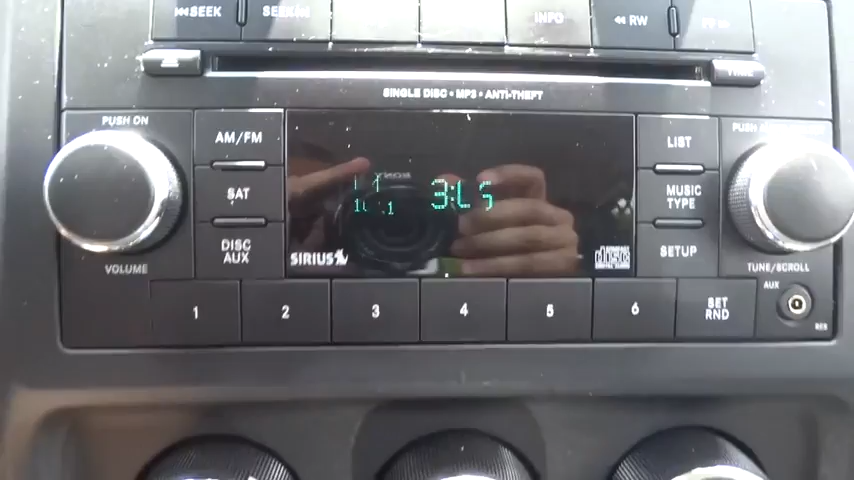 SEEK
SEEK
INFO
RW
SINGLE DISC • MP3 • ANTI-THEFT
PUSH ON
AM/FM
SAT
DISC
AUX
VOLUME
SIRIUS
LIST
MUSIC
TYPE
SETUP
PUSH
TUNE/SCROLL
AUX
1
2
3
4
5
6
SET
RND